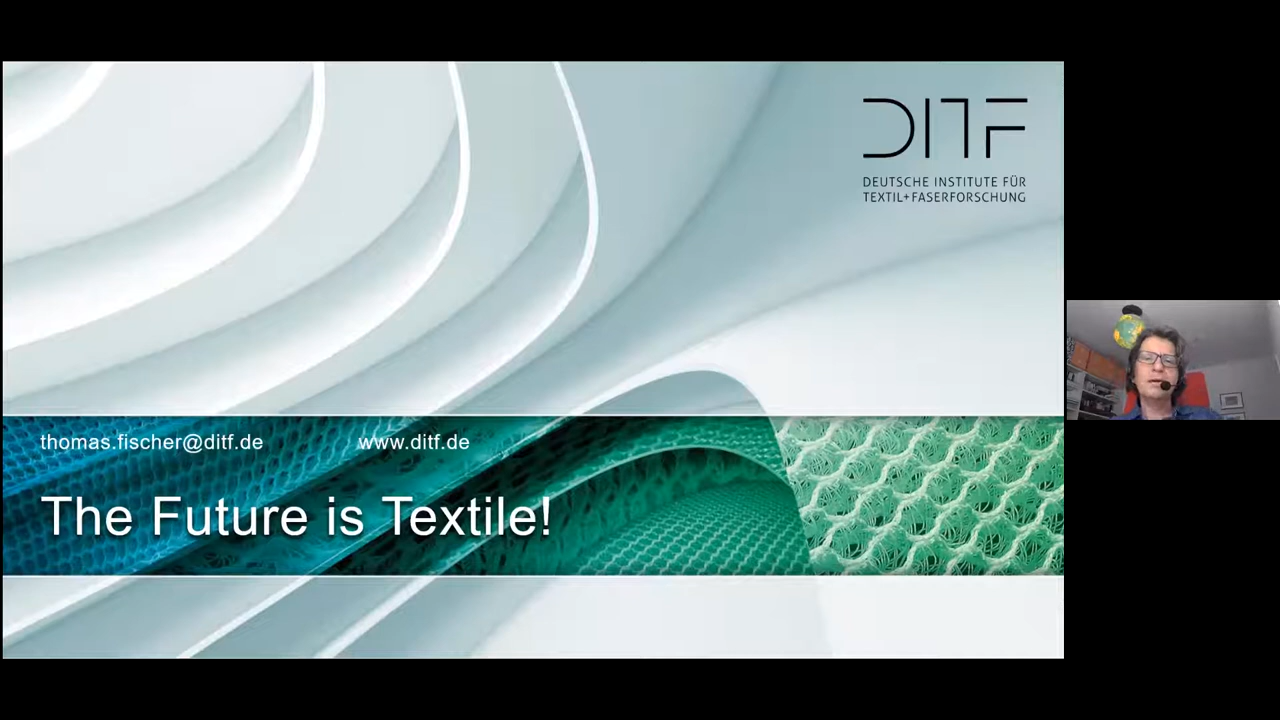 DITF
DEUTSCHE INSTITUTE FÜR
TEXTIL+FASERFORSCHUNG
thomas.fischer@ditf.de www.ditf.de
The Future is Textile!